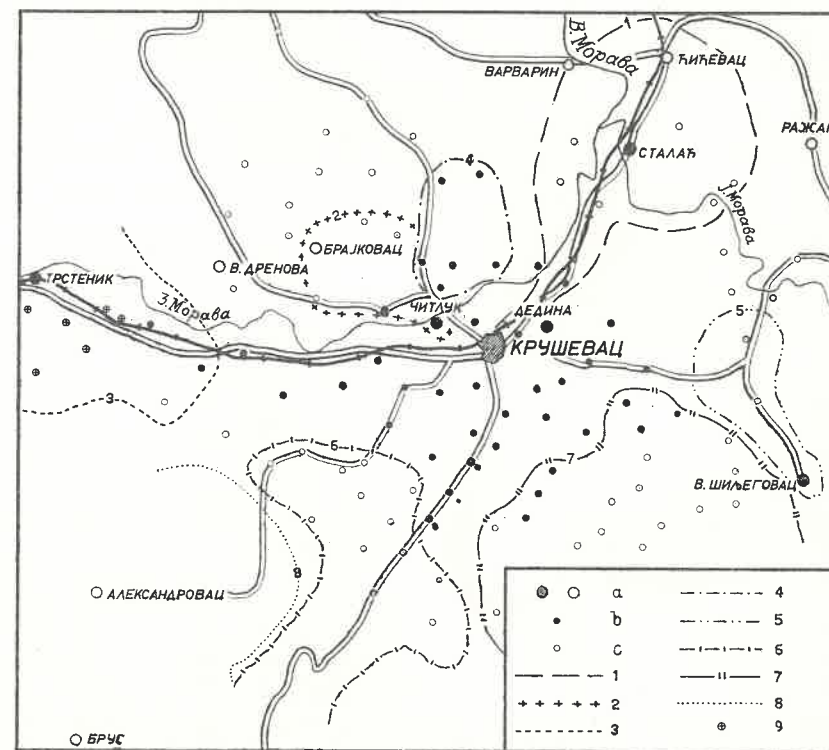 В. Морава
ЋИЋЕВАЦ
ВАРВАРИН
СТАЛАЋ
4
2
Ј. Морава
БРАЈКОВАЦ
В. ДРЕНОВА
ТРСТЕНИК
З. Морава
ЧИТЛУК
ДЕДИНА
5
КРУШЕВАЦ
3
6
7
В. ШИЉЕГОВАЦ
8
АЛЕКСАНДРОВАЦ
БРУС
a
b
c
1
2
3
4
5
6
7
8
9